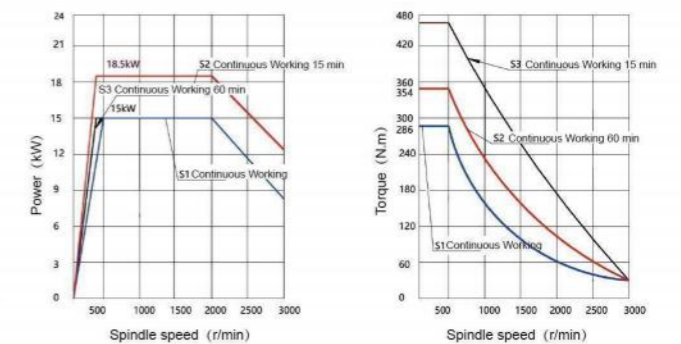 24
21
18
15
12
9
6
3
0
Power (kW)
18.5kW
S2 Continuous Working 15 min
S3 Continuous Working 60 min
15kW
S1 Continuous Working
500 1000 1500 2000 2500 3000
Spindle speed (r/min)
480
420
360
354
300
286
240
180
120
60
0
Torque (N.m)
S3 Continuous Working 15 min
S2 Continuous Working 60 min
S1 Continuous Working
500 1000 1500 2000 2500 3000
Spindle speed (r/min)